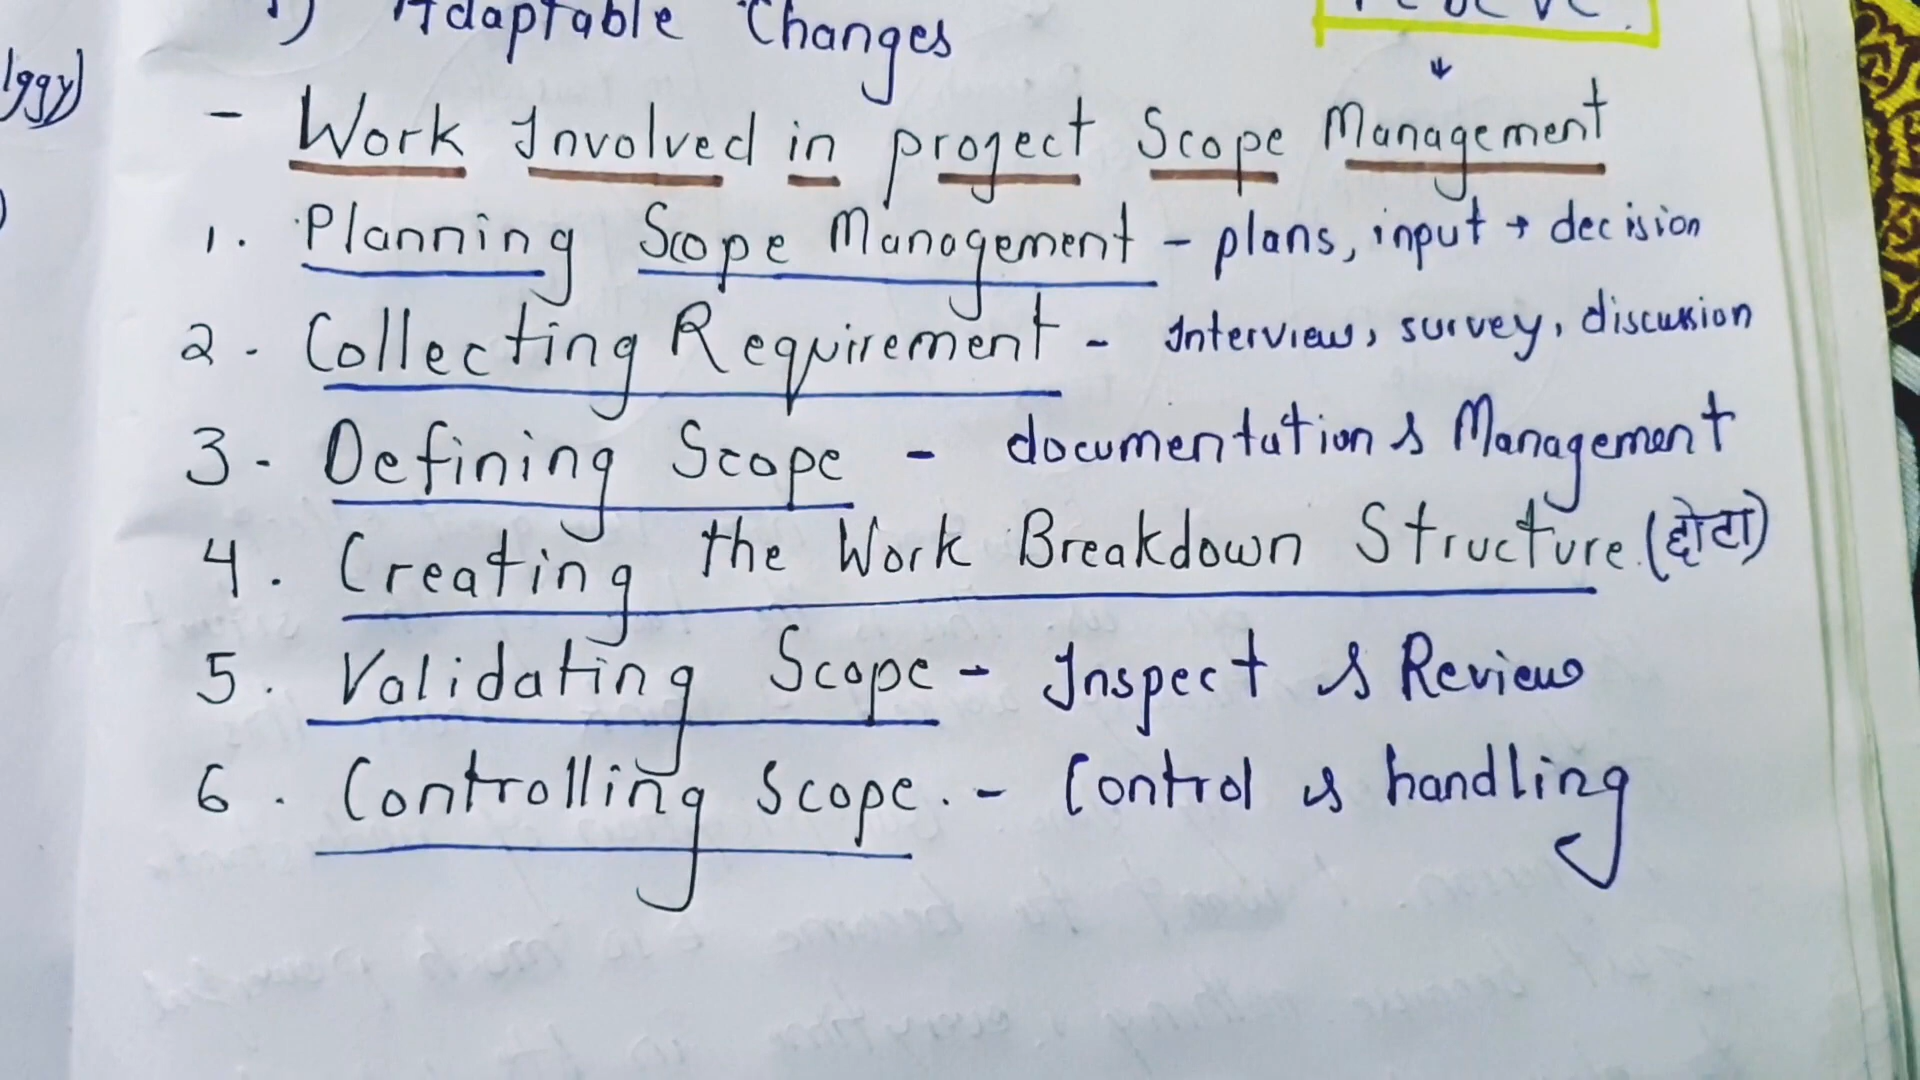 Adaptable Changes
lggy)
- Work Involved in project Scope Management
1. Planning Scope Management - plans, input → decision
2 - Collecting Requirement - Interview, survey, discussion
3 - Defining Scope - documentation & Management
4. Creating the Work Breakdown Structure. (छोटा)
5. Validating Scope - Inspect & Review
6. Controlling Scope. - Control & handling